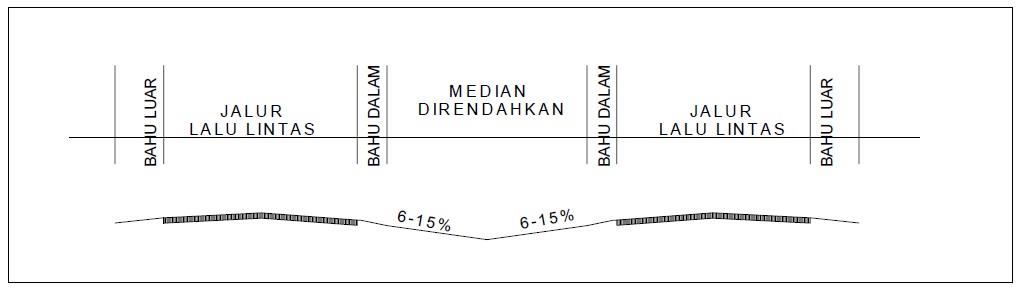 BAHU LUAR
JALUR
LALU LINTAS
BAHU DALAM
MEDIAN
DIRENDAHKAN
BAHU DALAM
JALUR
LALU LINTAS
BAHU LUAR
6-15%
6-15%